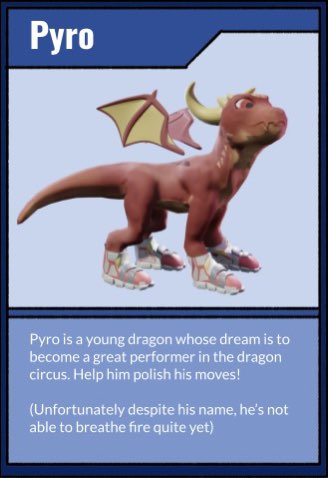 Pyro
Pyro is a young dragon whose dream is to
become a great performer in the dragon
circus. Help him polish his moves!
(Unfortunately despite his name, he's not
able to breathe fire quite yet)